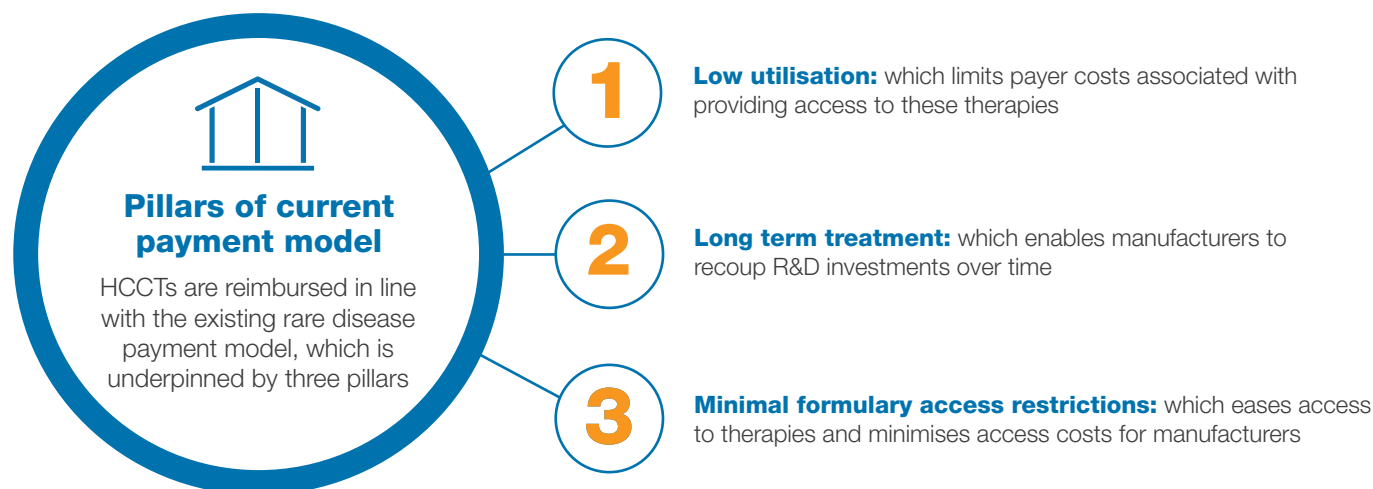 Pillars of current
payment model
HCCTs are reimbursed in line
with the existing rare disease
payment model, which is
underpinned by three pillars
1
Low utilisation: which limits payer costs associated with
providing access to these therapies
2
Long term treatment: which enables manufacturers to
recoup R&D investments over time
3
Minimal formulary access restrictions: which eases access
to therapies and minimises access costs for manufacturers